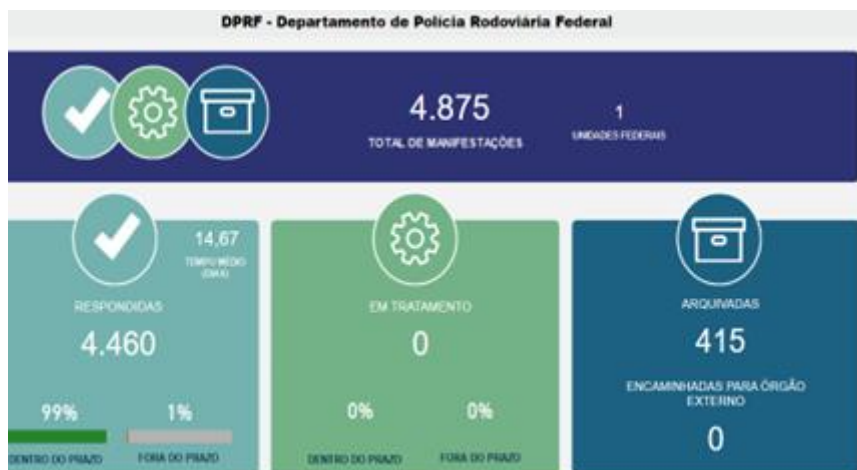 DPRF - Departamento de Polícia Rodoviária Federal
4.875
TOTAL DE MANIFESTAÇÕES
1
UNIDADES FEDERAIS
14,67
TEMPO MÉDIO
(DIAS)
RESPONDIDAS
4.460
99%
1%
DENTRO DO PRAZO
FORA DO PRAZO
EM TRATAMENTO
0
0%
0%
DENTRO DO PRAZO
FORA DO PRAZO
ARQUIVADAS
415
ENCAMINHADAS PARA ÓRGÃO
EXTERNO
0